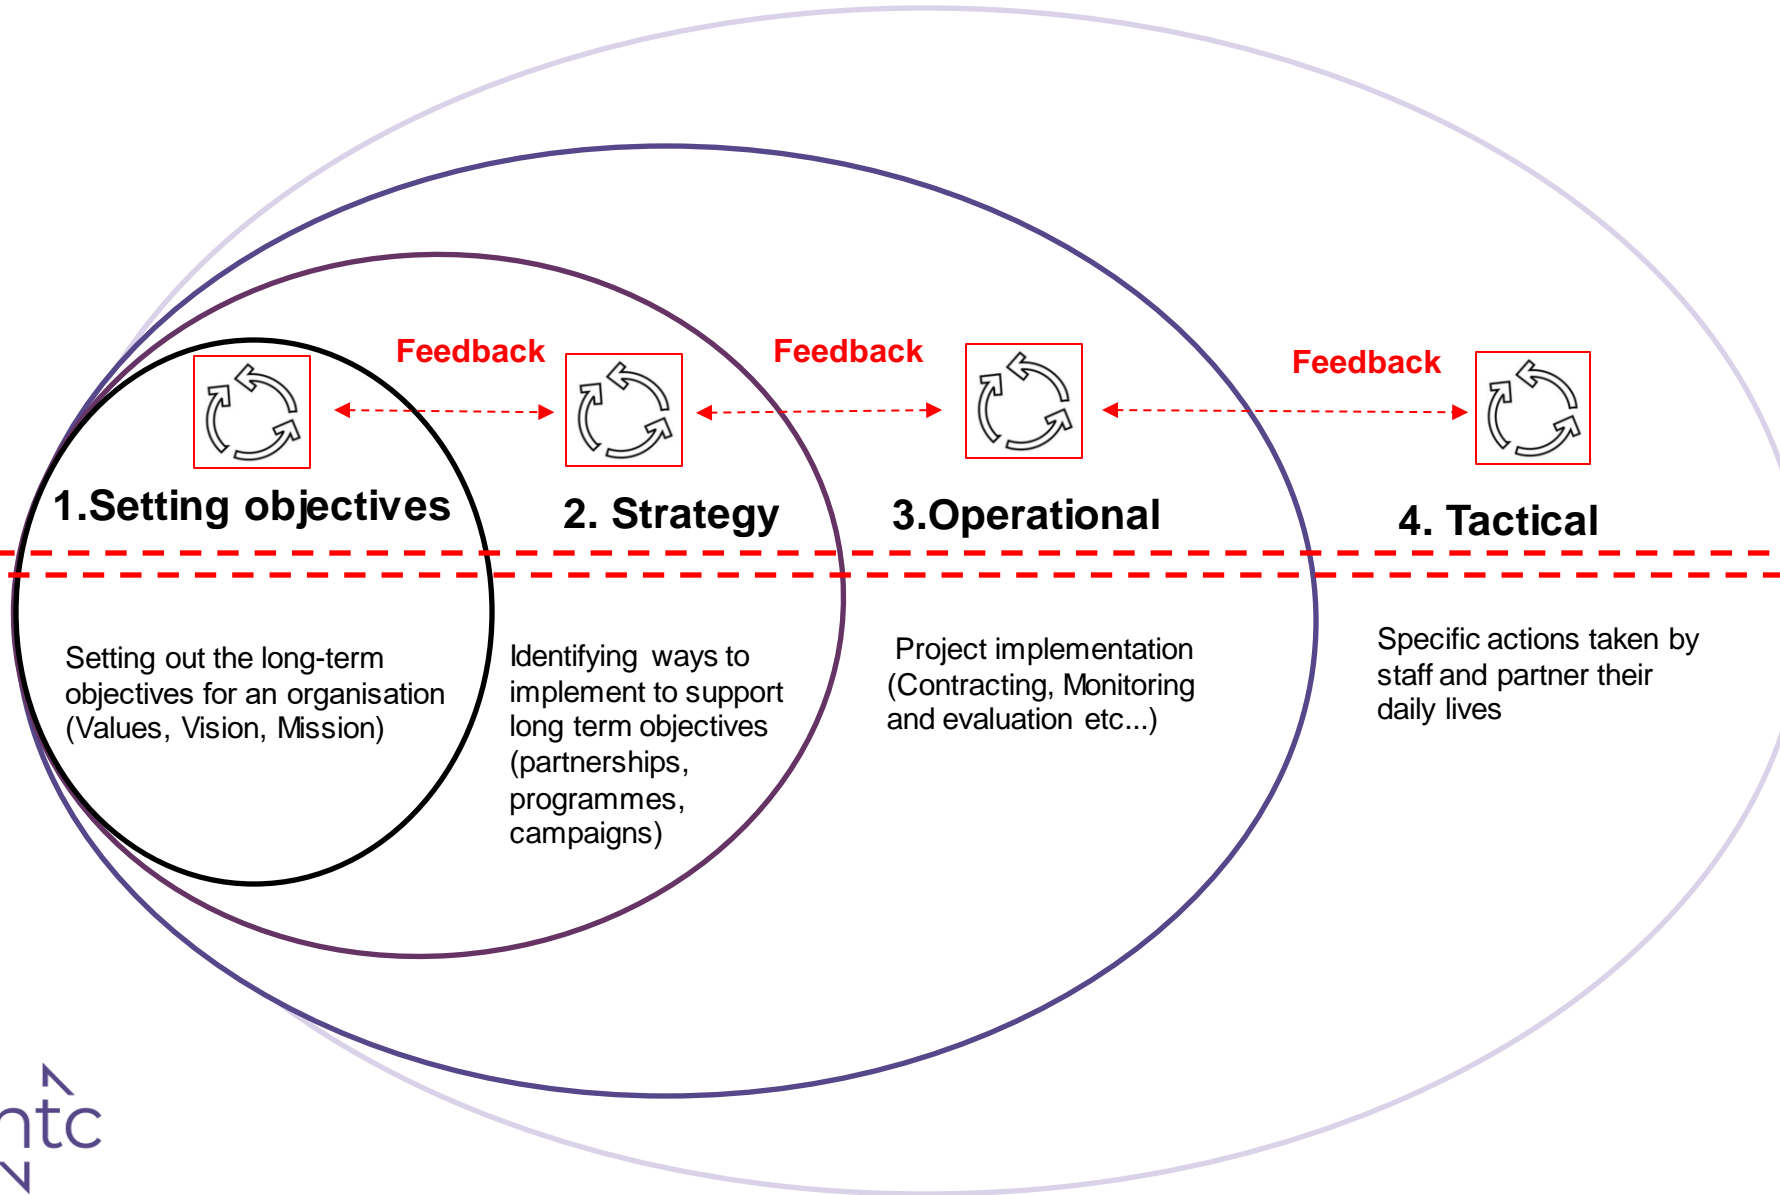 Feedback
Feedback
Feedback
1.Setting objectives
2. Strategy
3.Operational
4. Tactical
Setting out the long-term
objectives for an organisation
(Values, Vision, Mission)
Identifying ways to
implement to support
long term objectives
(partnerships,
programmes,
campaigns)
Project implementation
(Contracting, Monitoring
and evaluation etc...)
Specific actions taken by
staff and partner their
daily lives
ntc